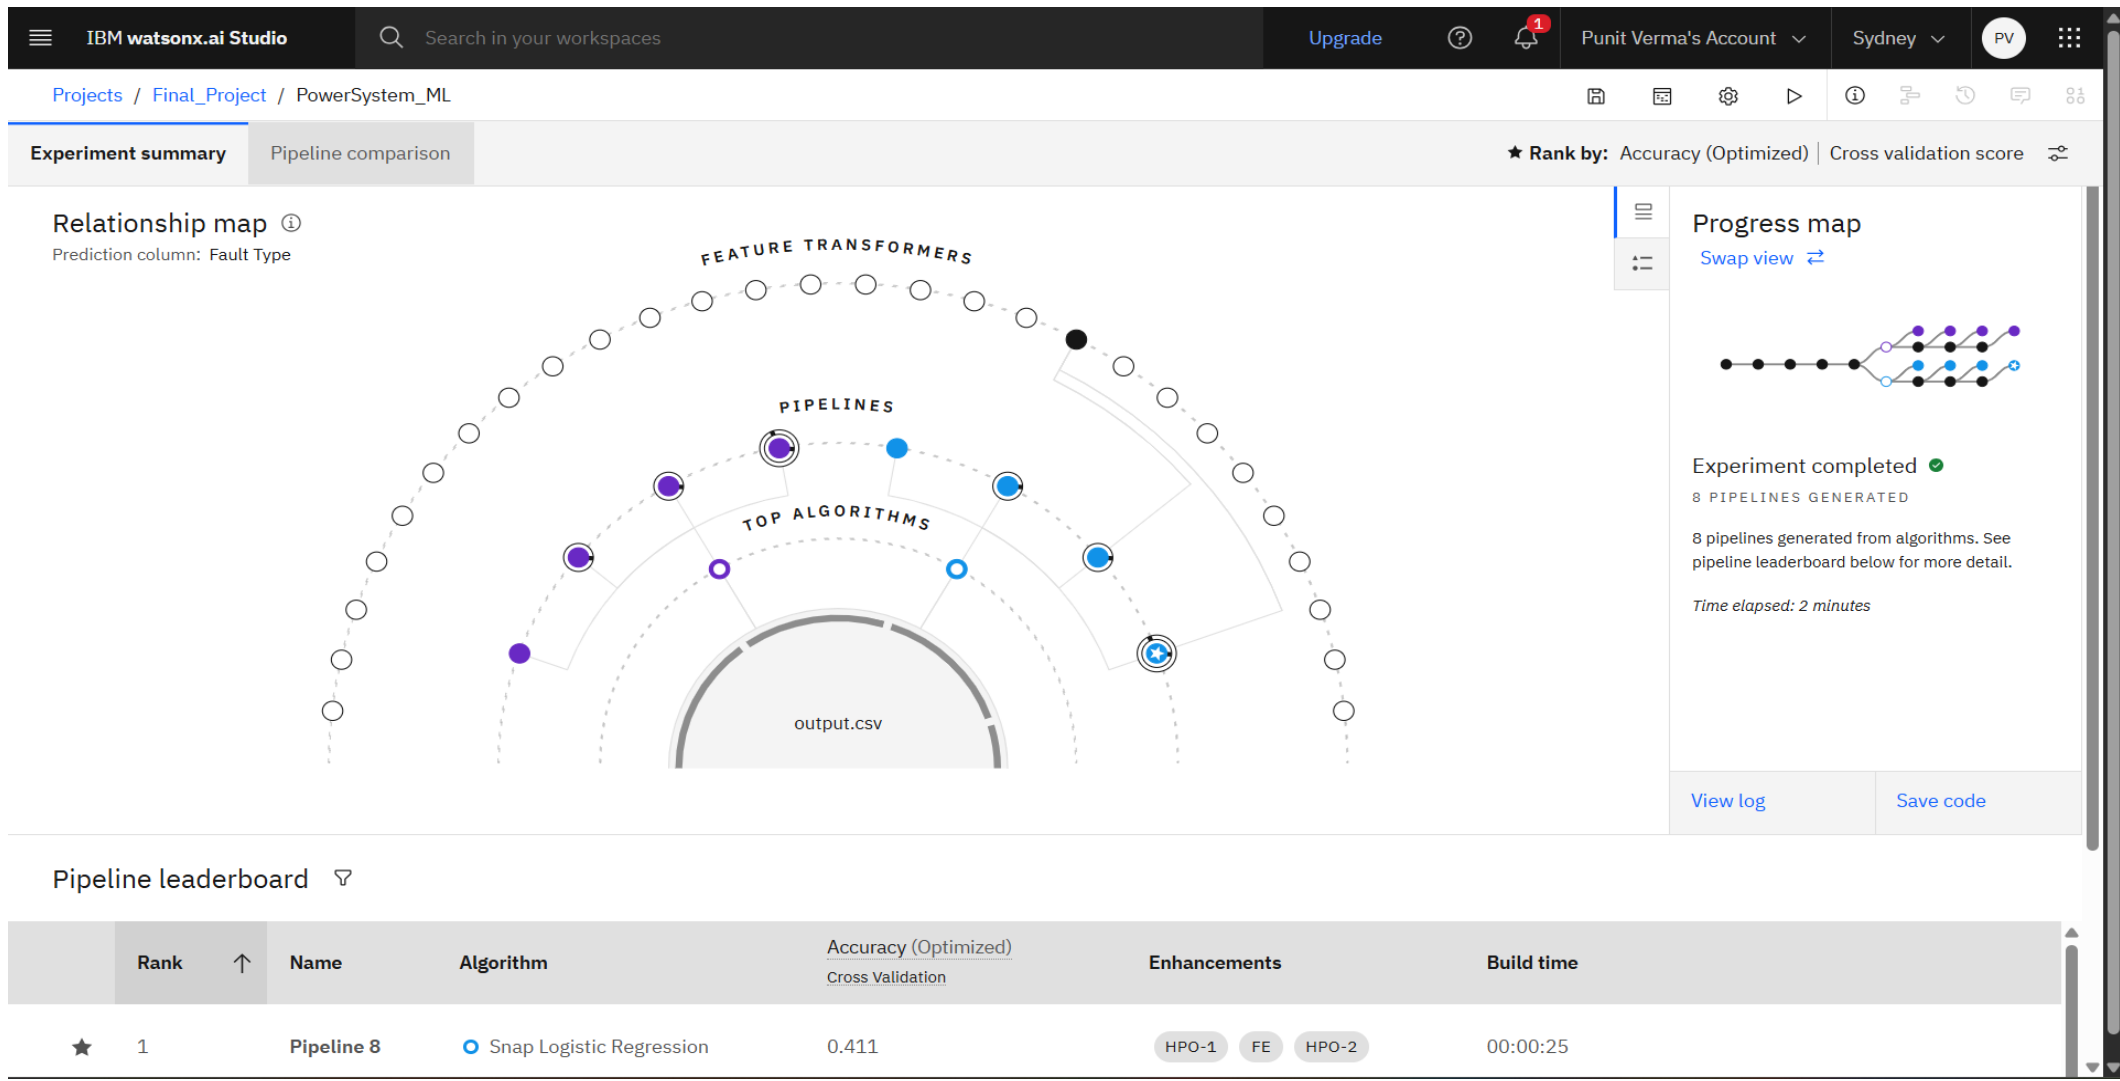 IBM watsonx.ai Studio
Search in your workspaces
Upgrade
1
Punit Verma's Account
Sydney
PV
Projects / Final_Project / PowerSystem_ML
Experiment summary
Pipeline comparison
Rank by: Accuracy (Optimized) | Cross validation score
Relationship map
Prediction column: Fault Type
FEATURE TRANSFORMERS
PIPELINES
TOP ALGORITHMS
output.csv
Progress map
Swap view
Experiment completed
8 PIPELINES GENERATED
8 pipelines generated from algorithms. See
pipeline leaderboard below for more detail.
Time elapsed: 2 minutes
View log
Save code
Pipeline leaderboard
Rank
Name
Algorithm
Accuracy (Optimized)
Cross Validation
Enhancements
Build time
1
Pipeline 8
Snap Logistic Regression
0.411
HPO-1
FE
HPO-2
00:00:25